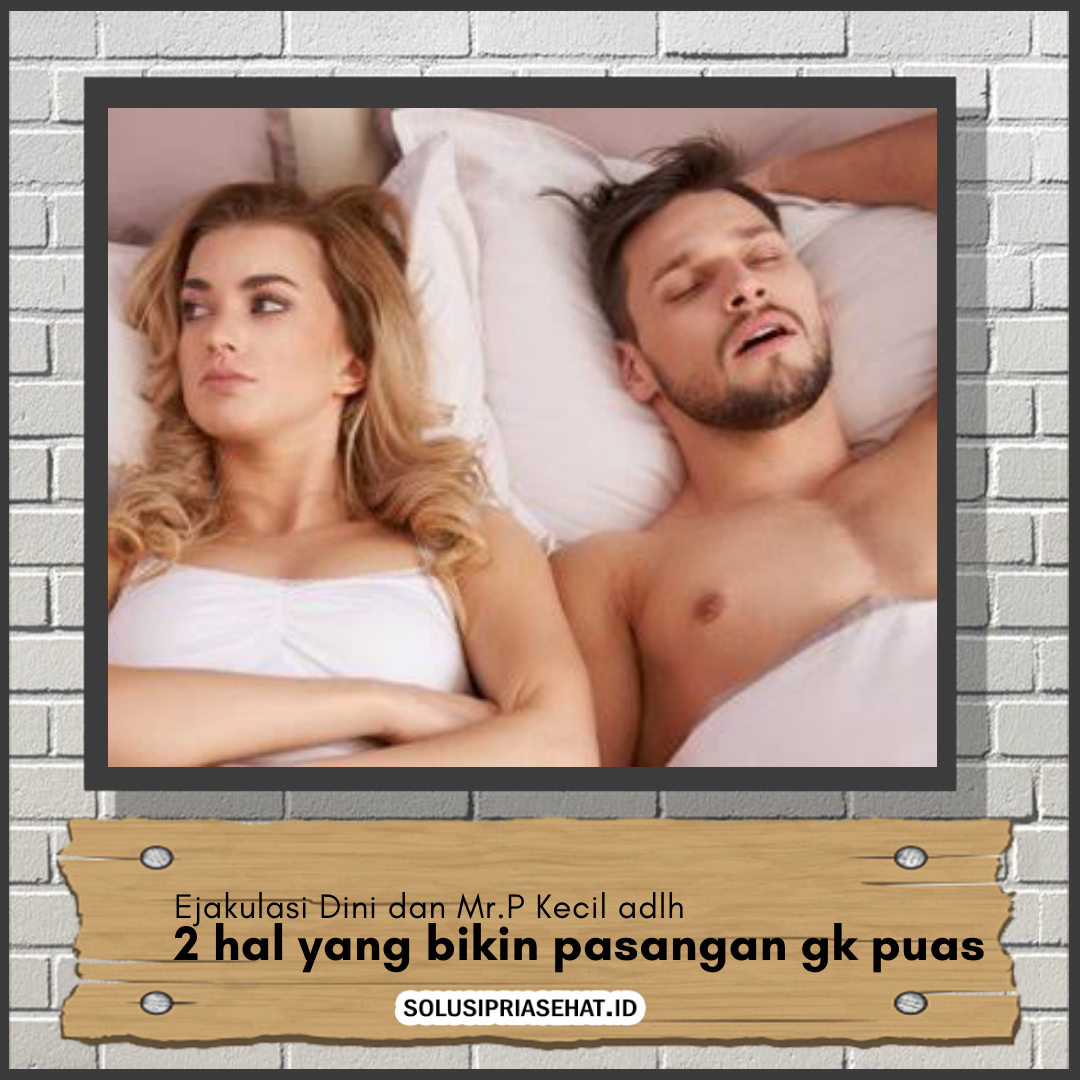 Ejakulasi Dini dan Mr.P Kecil adlh
2 hal yang bikin pasangan gk puas
SOLUSIPRIASEHAT.ID